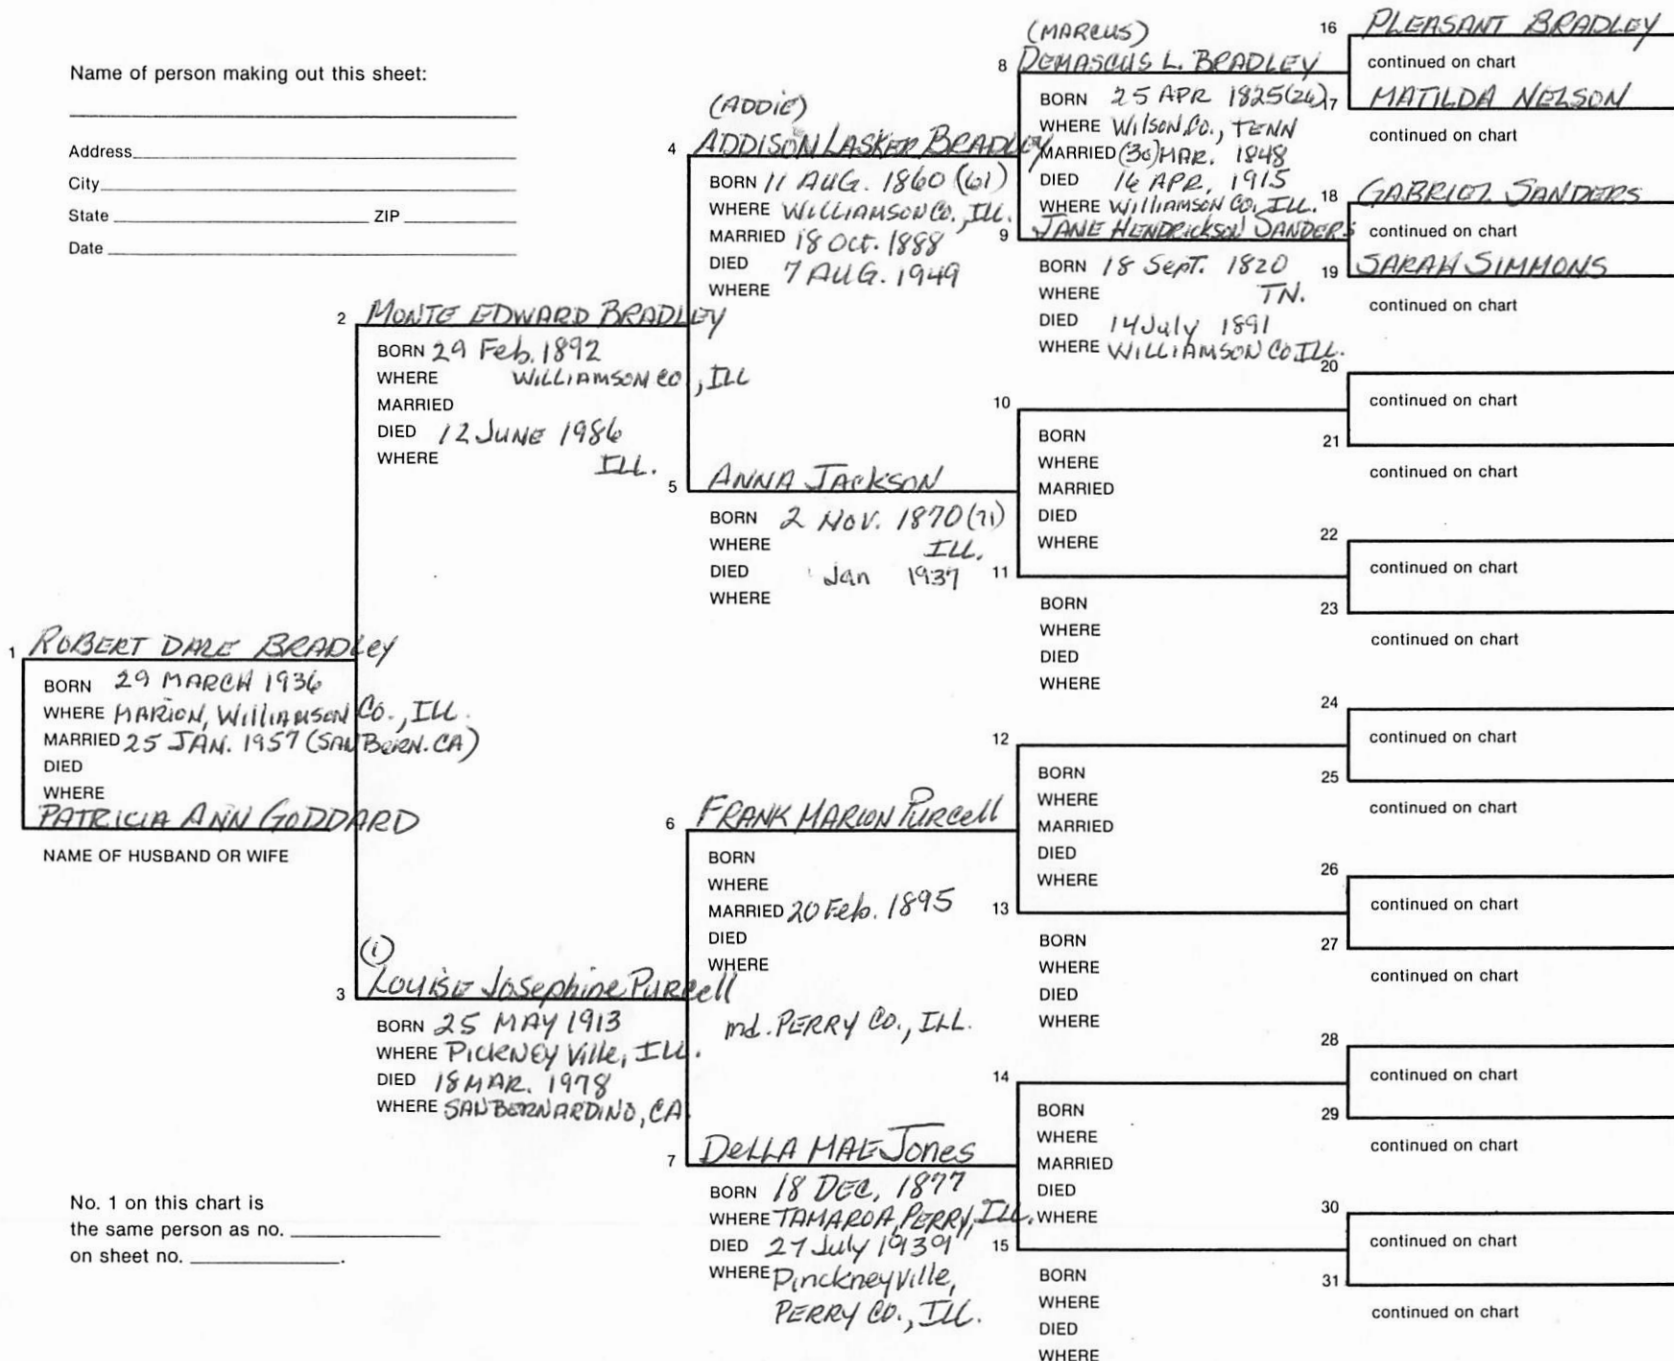 Name of person making out this sheet:
Address
City
State ZIP
Date
1 ROBERT DALE BRADLEY
BORN 29 MARCH 1936
WHERE MARION, WILLIAMSON CO., ILL.
MARRIED 25 JAN. 1957 (SAN BERN. CA)
DIED
WHERE
PATRICIA ANN GODDARD
NAME OF HUSBAND OR WIFE
2 MONTE EDWARD BRADLEY
BORN 29 Feb. 1892
WHERE WILLIAMSON CO., ILL
MARRIED
DIED 12 JUNE 1986
WHERE ILL.
(1)
3 LOUISE Josephine PURCell
BORN 25 MAY 1913
WHERE PICKNEY Ville, ILL.
DIED 18 MAR. 1978
WHERE SAN BERNARDINO, CA
(ADDIE)
4 ADDISON LASKER BRADLEY
BORN 11 AUG. 1860 (61)
WHERE WILLIAMSON CO., ILL.
MARRIED 18 Oct. 1888
DIED 7 AUG. 1949
WHERE
5 ANNA JACKSON
BORN 2 NOV. 1870 (71)
WHERE ILL.
DIED Jan 1937
WHERE
6 FRANK MARION PURCell
BORN
WHERE
MARRIED 20 Feb. 1895
DIED
WHERE
md. PERRY CO., ILL.
7 DELLA MAE JONES
BORN 18 DEC, 1877
WHERE TAMAROA, PERRY, ILL.
DIED 27 July 1939
WHERE Pinckneyville,
PERRY CO., ILL.
(MARCUS)
8 DEMASCUS L. BRADLEY
BORN 25 APR 1825 (26)
WHERE WILSON, CO., TENN
MARRIED (30) MAR. 1848
DIED 16 APR, 1915
WHERE WILLIAMSON CO, ILL.
9 JANE HENDRICKSON SANDERS
BORN 18 Sept. 1820
WHERE TN.
DIED 14 July 1891
WHERE WILLIAMSON CO ILL.
10
BORN
WHERE
MARRIED
DIED
WHERE
11
BORN
WHERE
DIED
WHERE
12
BORN
WHERE
MARRIED
DIED
WHERE
13
BORN
WHERE
DIED
WHERE
14
BORN
WHERE
MARRIED
DIED
WHERE
15
BORN
WHERE
DIED
WHERE
16 PLEASANT BRADLEY
continued on chart
17 MATILDA NELSON
continued on chart
18 GABRIEL SANDERS
continued on chart
19 SARAH SIMMONS
continued on chart
20
continued on chart
21
continued on chart
22
continued on chart
23
continued on chart
24
continued on chart
25
continued on chart
26
continued on chart
27
continued on chart
28
continued on chart
29
continued on chart
30
continued on chart
31
continued on chart
No. 1 on this chart is
the same person as no.
on sheet no. .